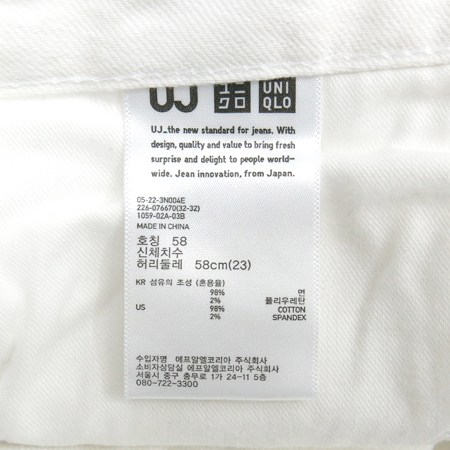 UJ ユニクロ UNIQLO
UJ_the new standard for jeans. With
design, quality and value to bring fresh
surprise and delight to people world-
wide. Jean innovation, from Japan.
05-22-3N004E
226-076670(32-32)
1059-02A-03B
MADE IN CHINA
호칭 58
신체치수
허리둘레 58cm(23)
KR 섬유의 조성 (혼용율)
98% 면
2% 폴리우레탄
US 98% COTTON
2% SPANDEX
수입자명 에프알엘코리아 주식회사
소비자상담실 에프알엘코리아 주식회사
서울시 중구 충무로 1가 24-11 5층
080-722-3300